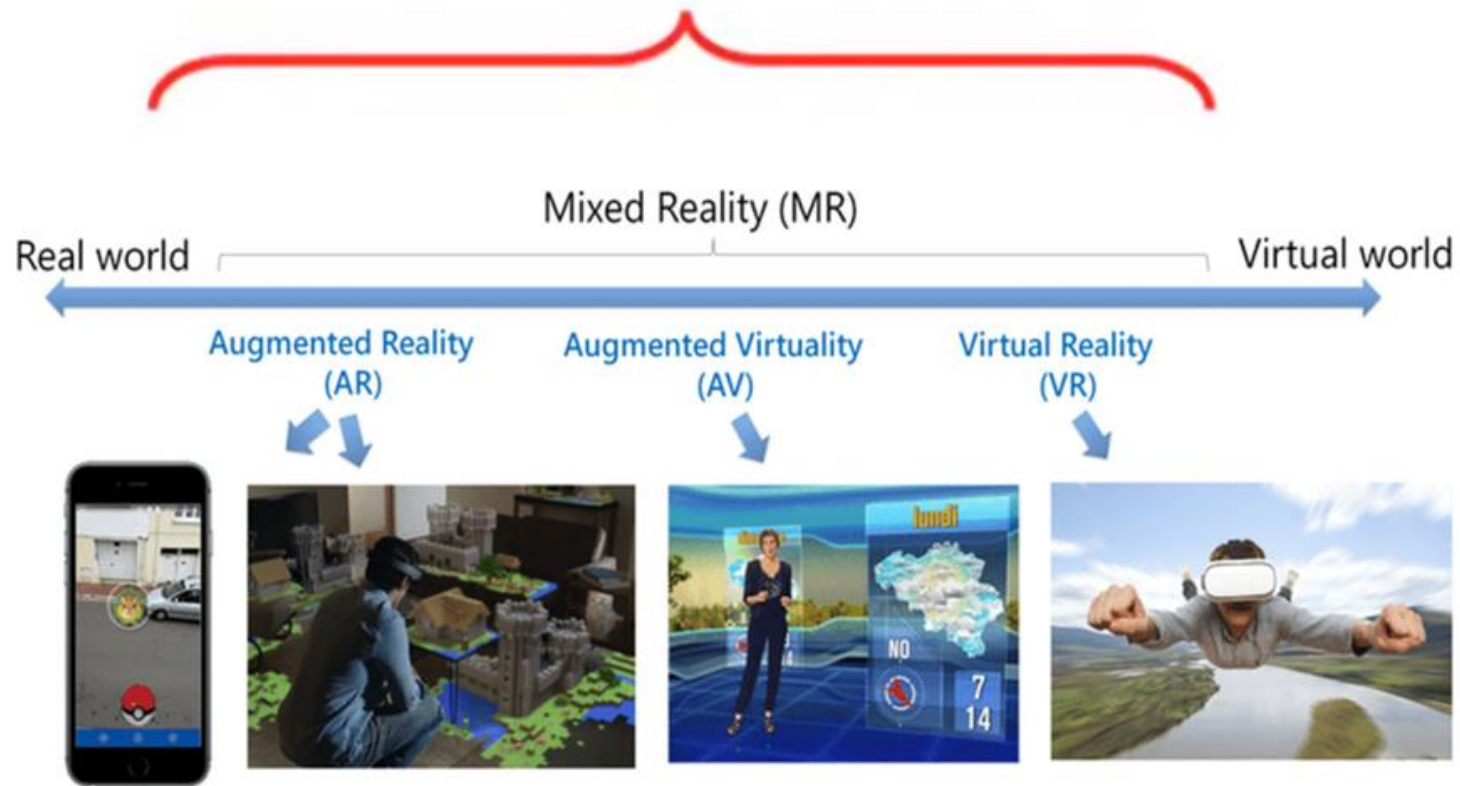 Mixed Reality (MR)
Real world
Virtual world
Augmented Reality
(AR)
Augmented Virtuality
(AV)
Virtual Reality
(VR)
lundi
NO
7
14